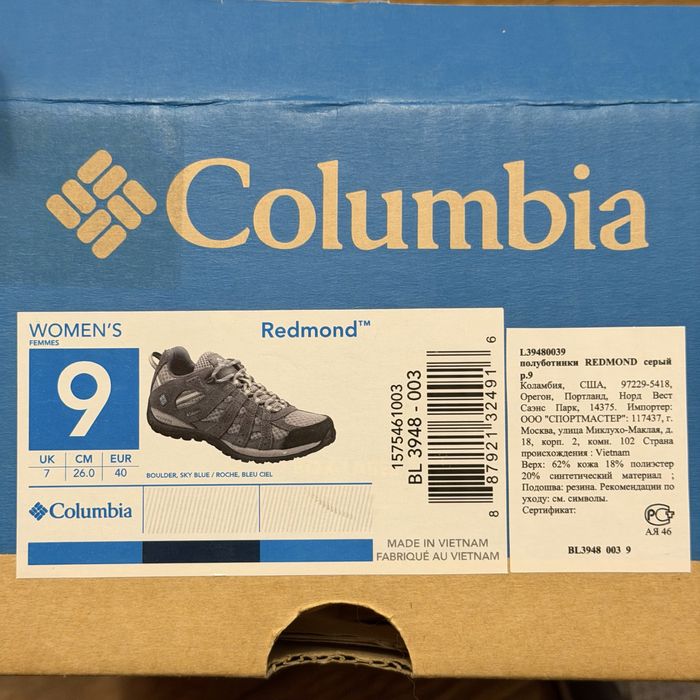 Columbia
WOMEN'S
FEMMES
Redmond™
9
UK CM EUR
7 26.0 40
BOULDER, SKY BLUE / ROCHE, BLEU CIEL
Columbia
1575461003
BL 3948 - 003
8 87921 32491 6
MADE IN VIETNAM
FABRIQUÉ AU VIETNAM
L39480039
полуботинки REDMOND серый
р.9
Коламбия, США, 97229-5418,
Орегон, Портланд, Норд Вест
Саэнс Парк, 14375. Импортер:
ООО "СПОРТМАСТЕР": 117437, г.
Москва, улица Миклухо-Маклая, д.
18, корп. 2, комн. 102 Страна
происхождения : Vietnam
Верх: 62% кожа 18% полиэстер
20% синтетический материал ;
Подошва: резина. Рекомендации по
уходу: см. символы.
Сертификат:
АЯ 46
BL3948 003 9